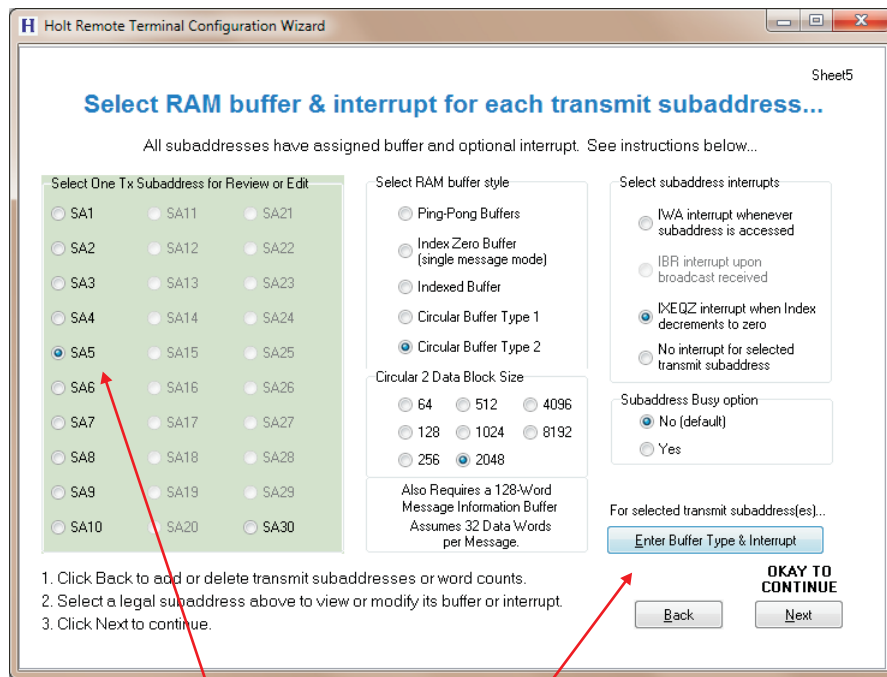 H Holt Remote Terminal Configuration Wizard
Sheet5
Select RAM buffer & interrupt for each transmit subaddress...
All subaddresses have assigned buffer and optional interrupt. See instructions below...
Select One Tx Subaddress for Review or Edit
SA1 SA11 SA21
SA2 SA12 SA22
SA3 SA13 SA23
SA4 SA14 SA24
SA5 SA15 SA25
SA6 SA16 SA26
SA7 SA17 SA27
SA8 SA18 SA28
SA9 SA19 SA29
SA10 SA20 SA30
Select RAM buffer style
Ping-Pong Buffers
Index Zero Buffer
(single message mode)
Indexed Buffer
Circular Buffer Type 1
Circular Buffer Type 2
Circular 2 Data Block Size
64 512 4096
128 1024 8192
256 2048
Also Requires a 128-Word
Message Information Buffer
Assumes 32 Data Words
per Message.
Select subaddress interrupts
IWA interrupt whenever
subaddress is accessed
IBR interrupt upon
broadcast received
IXEQZ interrupt when Index
decrements to zero
No interrupt for selected
transmit subaddress
Subaddress Busy option
No (default)
Yes
For selected transmit subaddress(es)...
Enter Buffer Type & Interrupt
1. Click Back to add or delete transmit subaddresses or word counts.
2. Select a legal subaddress above to view or modify its buffer or interrupt.
3. Click Next to continue.
OKAY TO
CONTINUE
Back Next